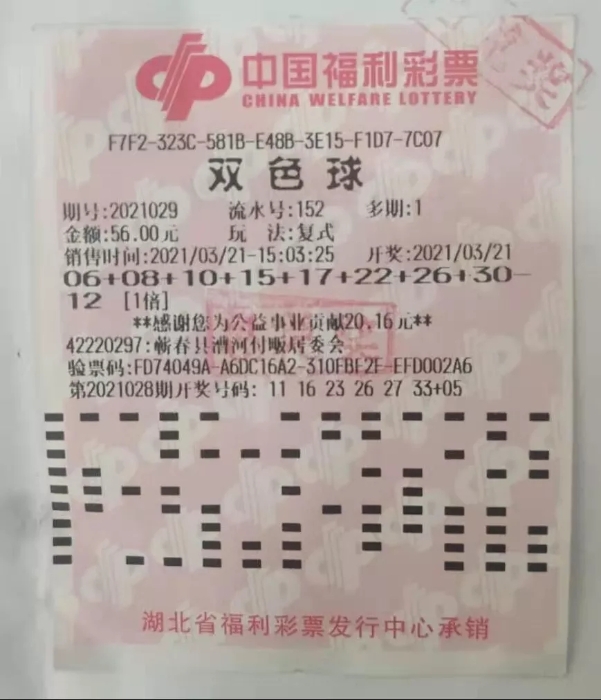 中国福利彩票
CHINA WELFARE LOTTERY
F7F2-323C-581B-E48B-3E15-F1D7-7C07
双色球
期号:2021029 流水号:152 多期:1
金额:56.00元 玩 法:复式
销售时间:2021/03/21-15:03:25 开奖:2021/03/21
06+08+10+15+17+22+26+30-
12 [1倍]
**感谢您为公益事业贡献20.16元**
42220297:蕲春县漕河付畈居委会
验票码:FD74049A-A6DC16A2-310FBF2F-EFD002A6
第2021028期开奖号码: 11 16 23 26 27 33+05
湖北省福利彩票发行中心承销